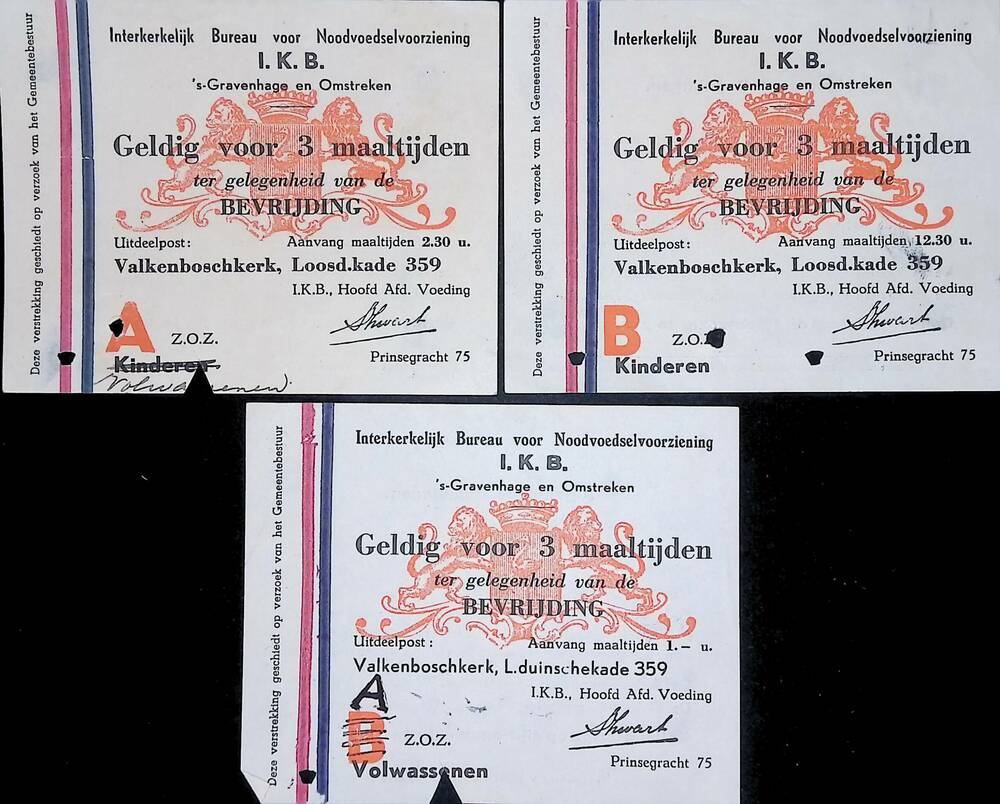 Deze verstrekking geschiedt op verzoek van het Gemeentebestuur
Interkerkelijk Bureau voor Noodvoedselvoorziening
I. K. B.
's-Gravenhage en Omstreken
Geldig voor 3 maaltijden
ter gelegenheid van de
BEVRIJDING
Uitdeelpost: Aanvang maaltijden 2.30 u.
Valkenboschkerk, Loosd.kade 359
I.K.B., Hoofd Afd. Voeding
A Z.O.Z.
Prinsegracht 75
Kinderen
Volwassenen
Deze verstrekking geschiedt op verzoek van het Gemeentebestuur
Interkerkelijk Bureau voor Noodvoedselvoorziening
I. K. B.
's-Gravenhage en Omstreken
Geldig voor 3 maaltijden
ter gelegenheid van de
BEVRIJDING
Uitdeelpost: Aanvang maaltijden 12.30 u.
Valkenboschkerk, Loosd.kade 359
I.K.B., Hoofd Afd. Voeding
B Z.O.Z.
Prinsegracht 75
Kinderen
Deze verstrekking geschiedt op verzoek van het Gemeentebestuur
Interkerkelijk Bureau voor Noodvoedselvoorziening
I. K. B.
's-Gravenhage en Omstreken
Geldig voor 3 maaltijden
ter gelegenheid van de
BEVRIJDING
Uitdeelpost: Aanvang maaltijden 1.— u.
Valkenboschkerk, L.duinschekade 359
I.K.B., Hoofd Afd. Voeding
A
B Z.O.Z.
Prinsegracht 75
Volwassenen